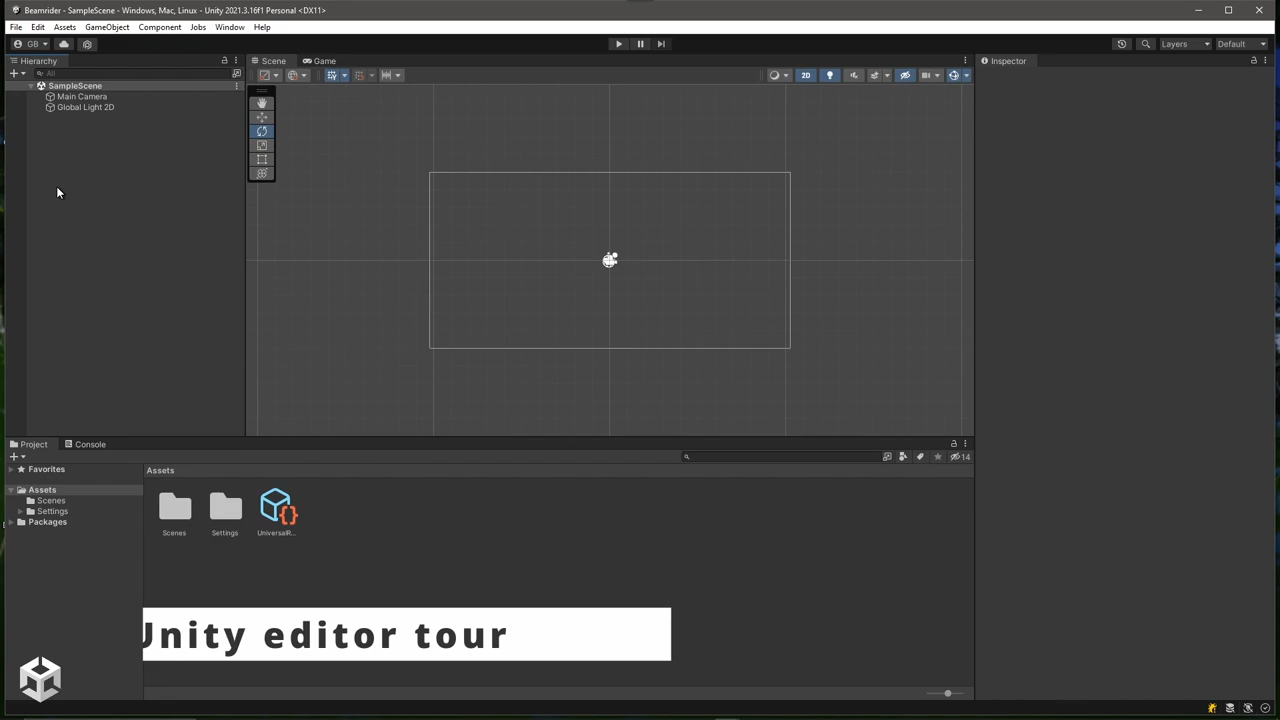 Beamrider - SampleScene - Windows, Mac, Linux - Unity 2021.3.16f1 Personal <DX11>
File Edit Assets GameObject Component Jobs Window Help
GB Layers Default
Hierarchy Scene Game Inspector
All 2D
SampleScene
Main Camera
Global Light 2D
Project Console
14
Favorites Assets
Assets
Scenes
Settings
Packages
Scenes Settings UniversalR...
Unity editor tour